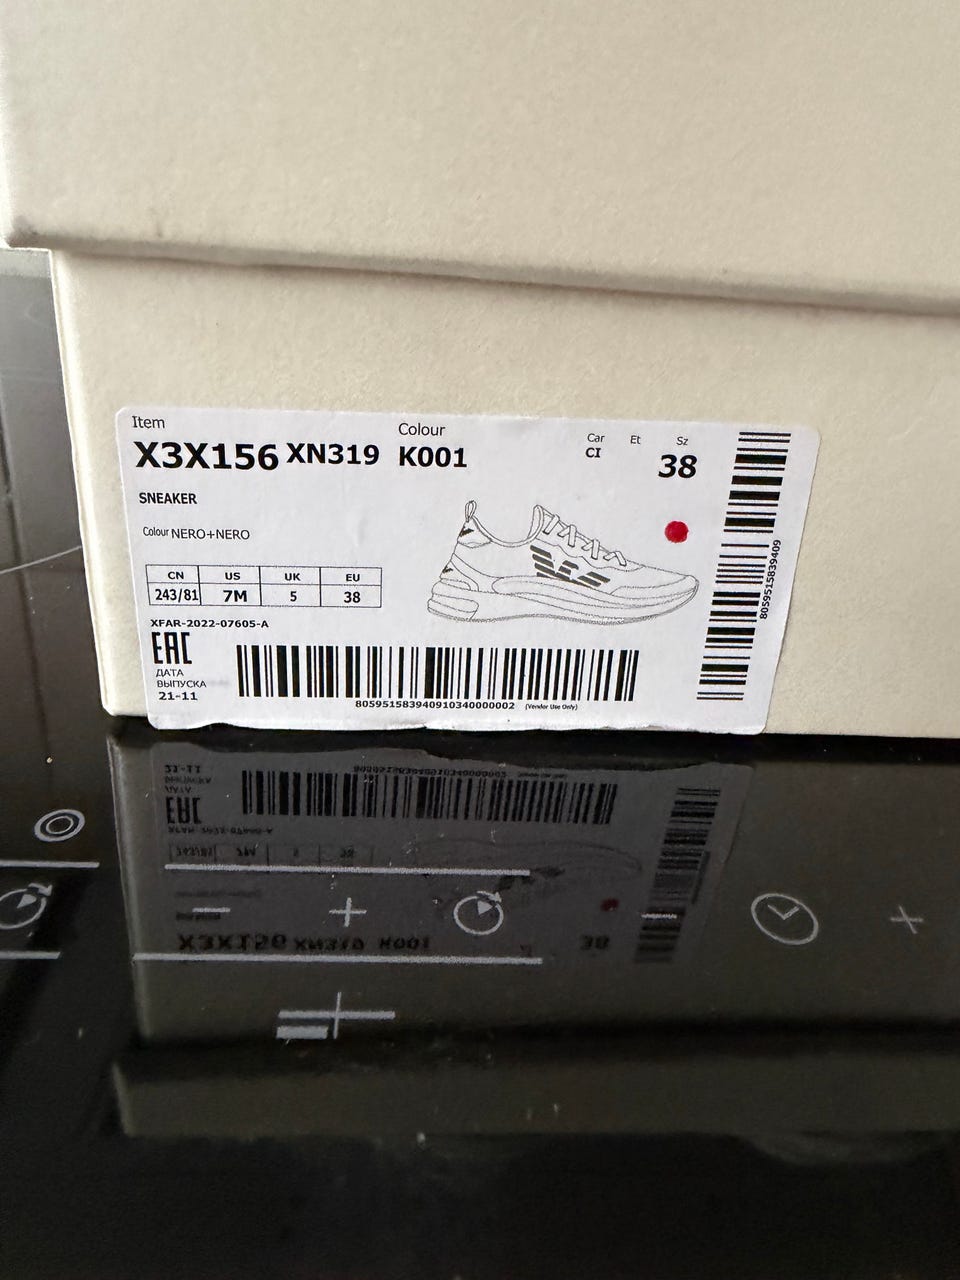 Item Colour Car Et Sz
X3X156 XN319 K001 CI 38
SNEAKER
Colour NERO+NERO
CN US UK EU
243/81 7M 5 38
XFAR-2022-07605-A
EAC
ДАТА
ВЫПУСКА
21-11
805951583940910340000002 (Vendor Use Only)
8059515839409